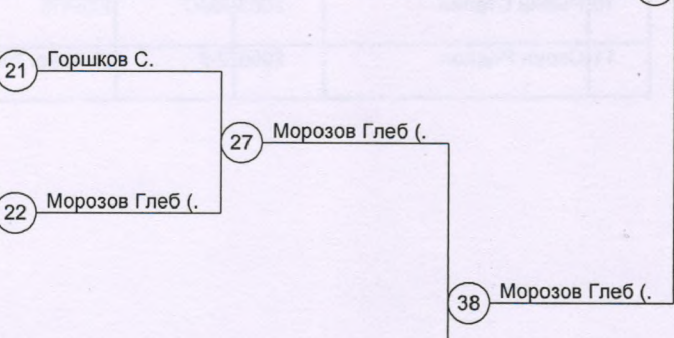 21 Горшков С.
27 Морозов Глеб (.
22 Морозов Глеб (.
38 Морозов Глеб (.